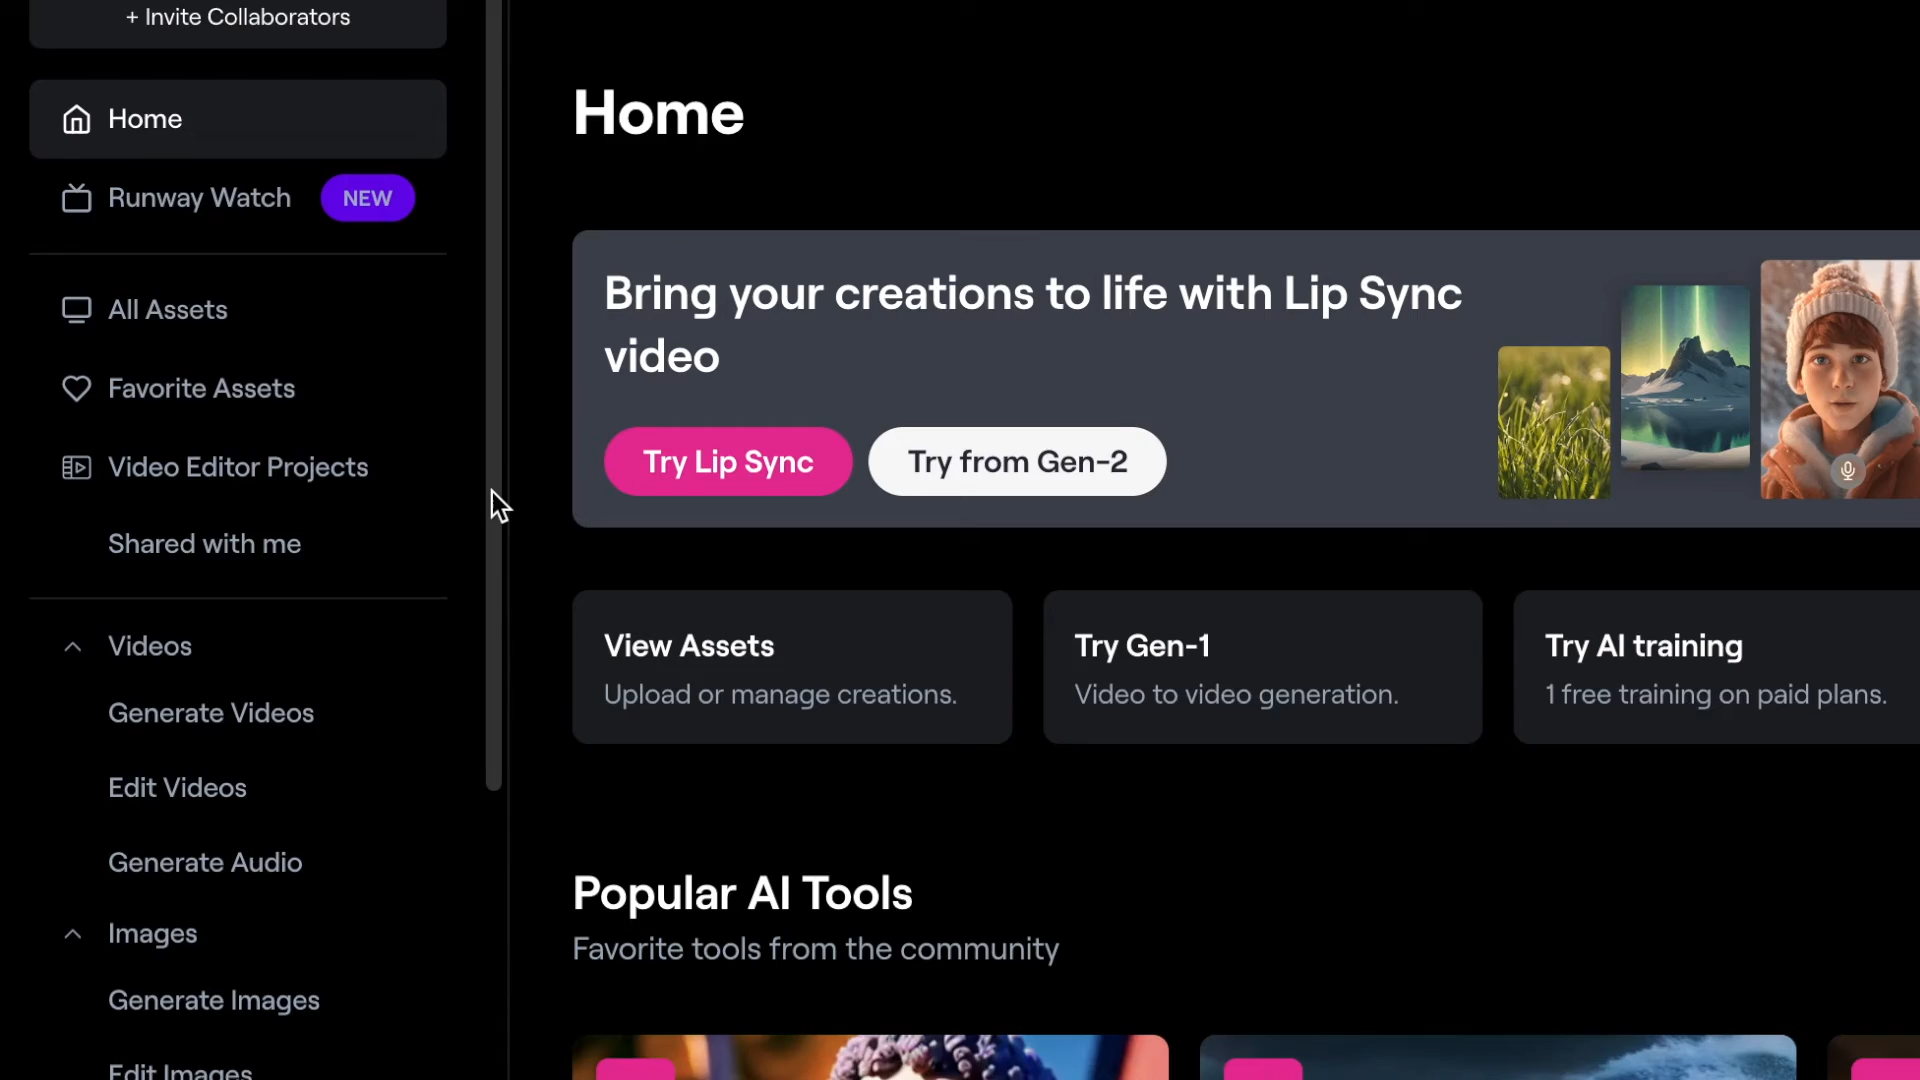 + Invite Collaborators
Home
Runway Watch
NEW
All Assets
Favorite Assets
Video Editor Projects
Shared with me
Videos
Generate Videos
Edit Videos
Generate Audio
Images
Generate Images
Edit Images
Home
Bring your creations to life with Lip Sync
video
Try Lip Sync
Try from Gen-2
View Assets
Upload or manage creations.
Try Gen-1
Video to video generation.
Try AI training
1 free training on paid plans.
Popular AI Tools
Favorite tools from the community